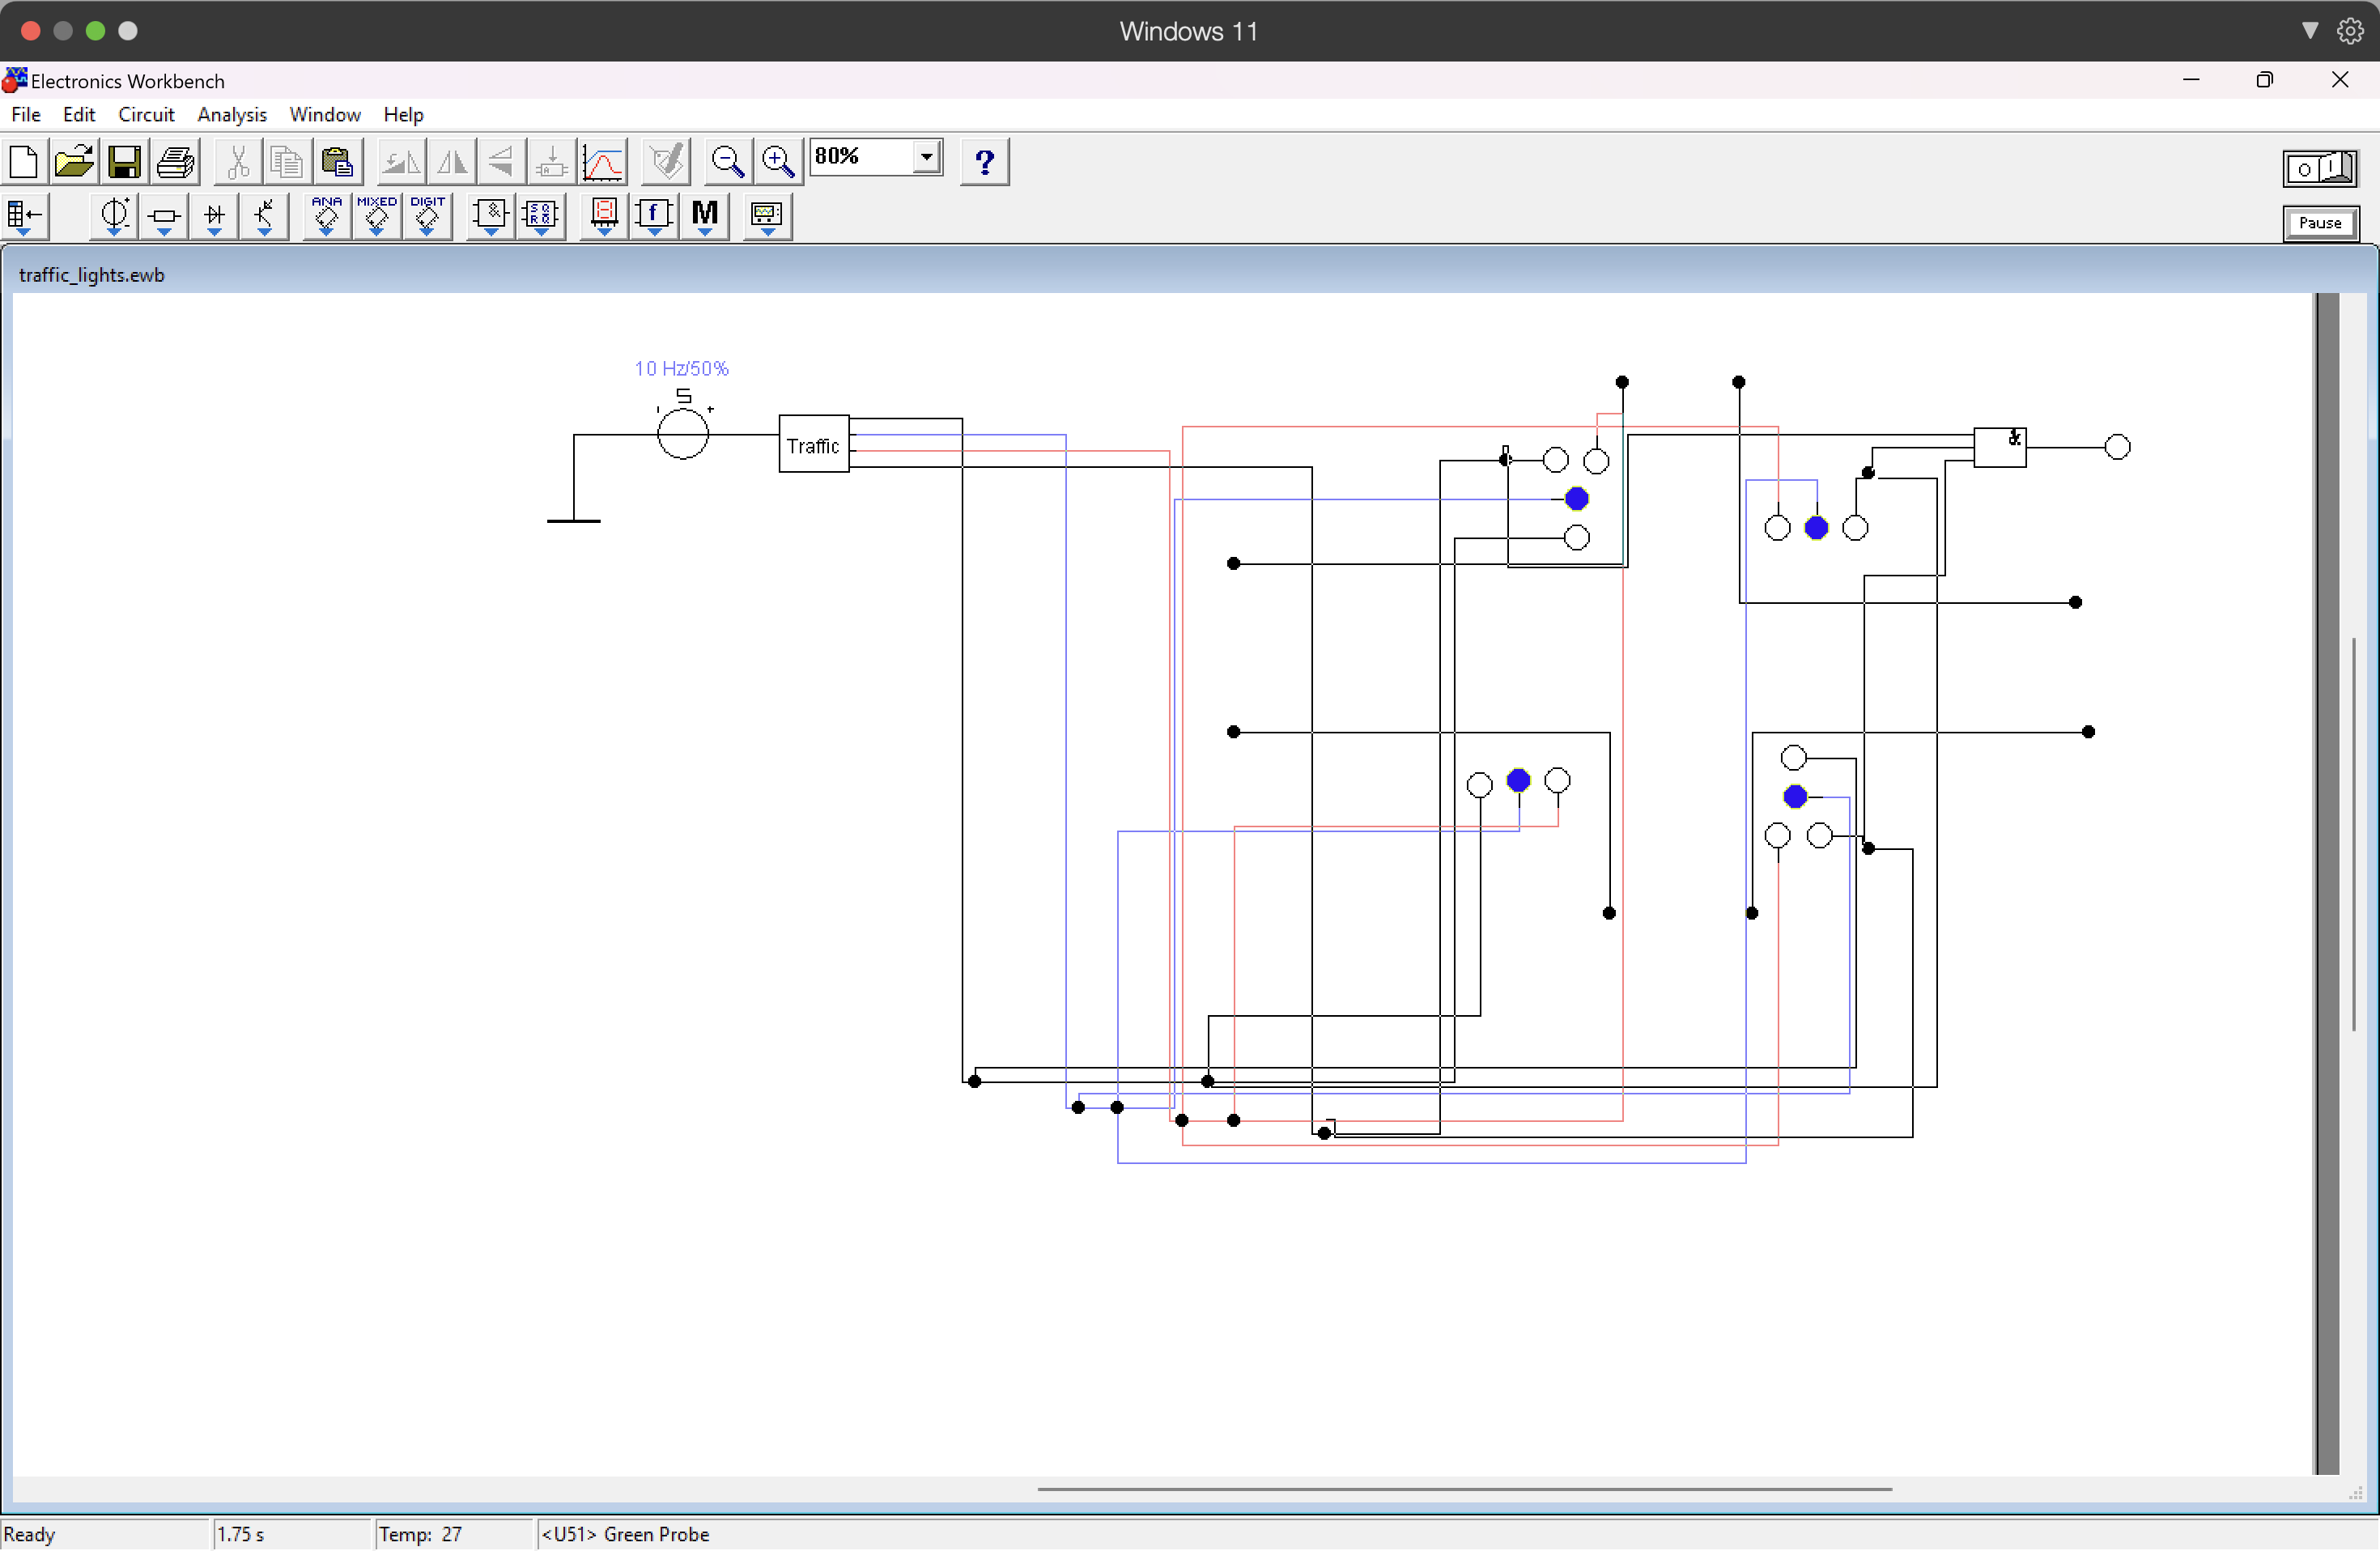 Windows 11
Electronics Workbench
File Edit Circuit Analysis Window Help
80%
?
O I
ANA MIXED DIGIT
&
S Q
R Q
f
M
Pause
traffic_lights.ewb
10 Hz/50%
Traffic
&
Ready 1.75 s Temp: 27 <U51> Green Probe